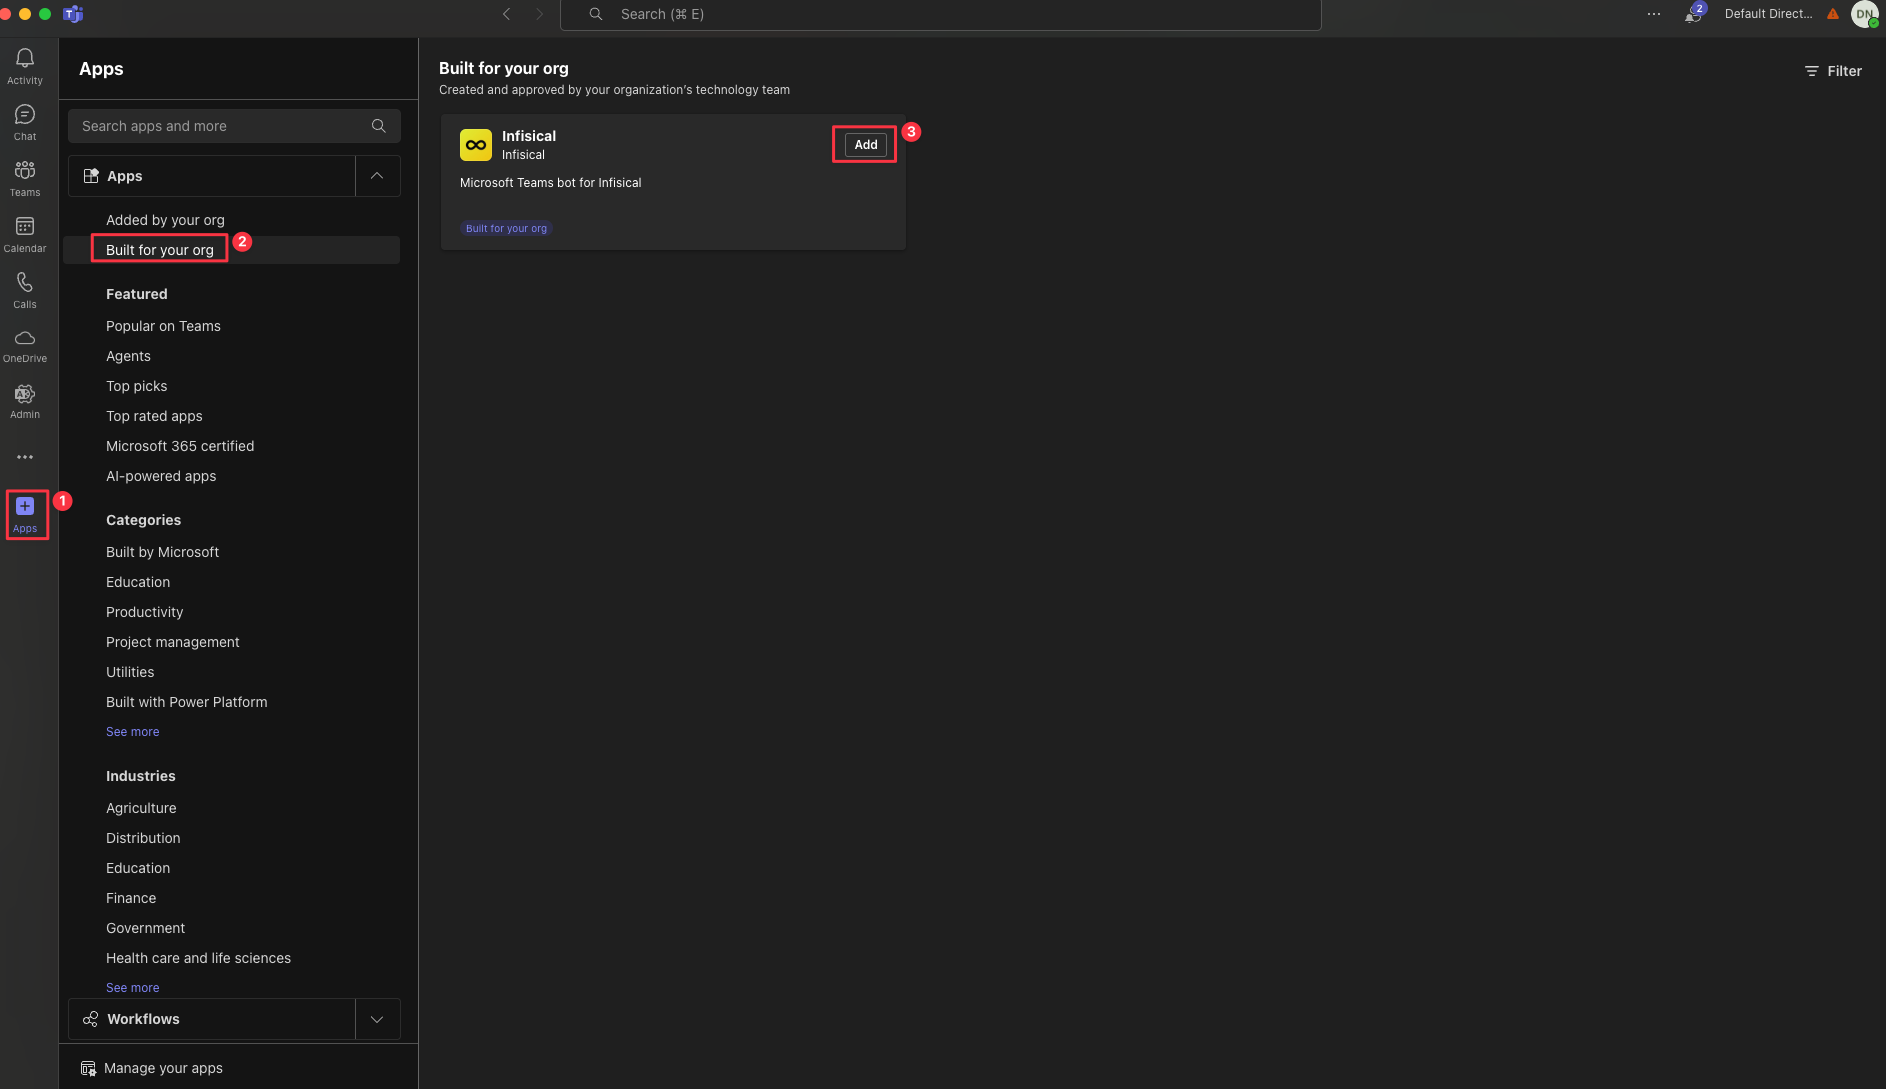 Search (⌘ E)
2
Default Direct...
DN
Activity
Chat
Teams
Calendar
Calls
OneDrive
Admin
Apps
1
Apps
Search apps and more
Apps
Added by your org
Built for your org
2
Featured
Popular on Teams
Agents
Top picks
Top rated apps
Microsoft 365 certified
AI-powered apps
Categories
Built by Microsoft
Education
Productivity
Project management
Utilities
Built with Power Platform
See more
Industries
Agriculture
Distribution
Education
Finance
Government
Health care and life sciences
See more
Workflows
Manage your apps
Built for your org
Created and approved by your organization's technology team
Filter
Infisical
Infisical
Add
3
Microsoft Teams bot for Infisical
Built for your org